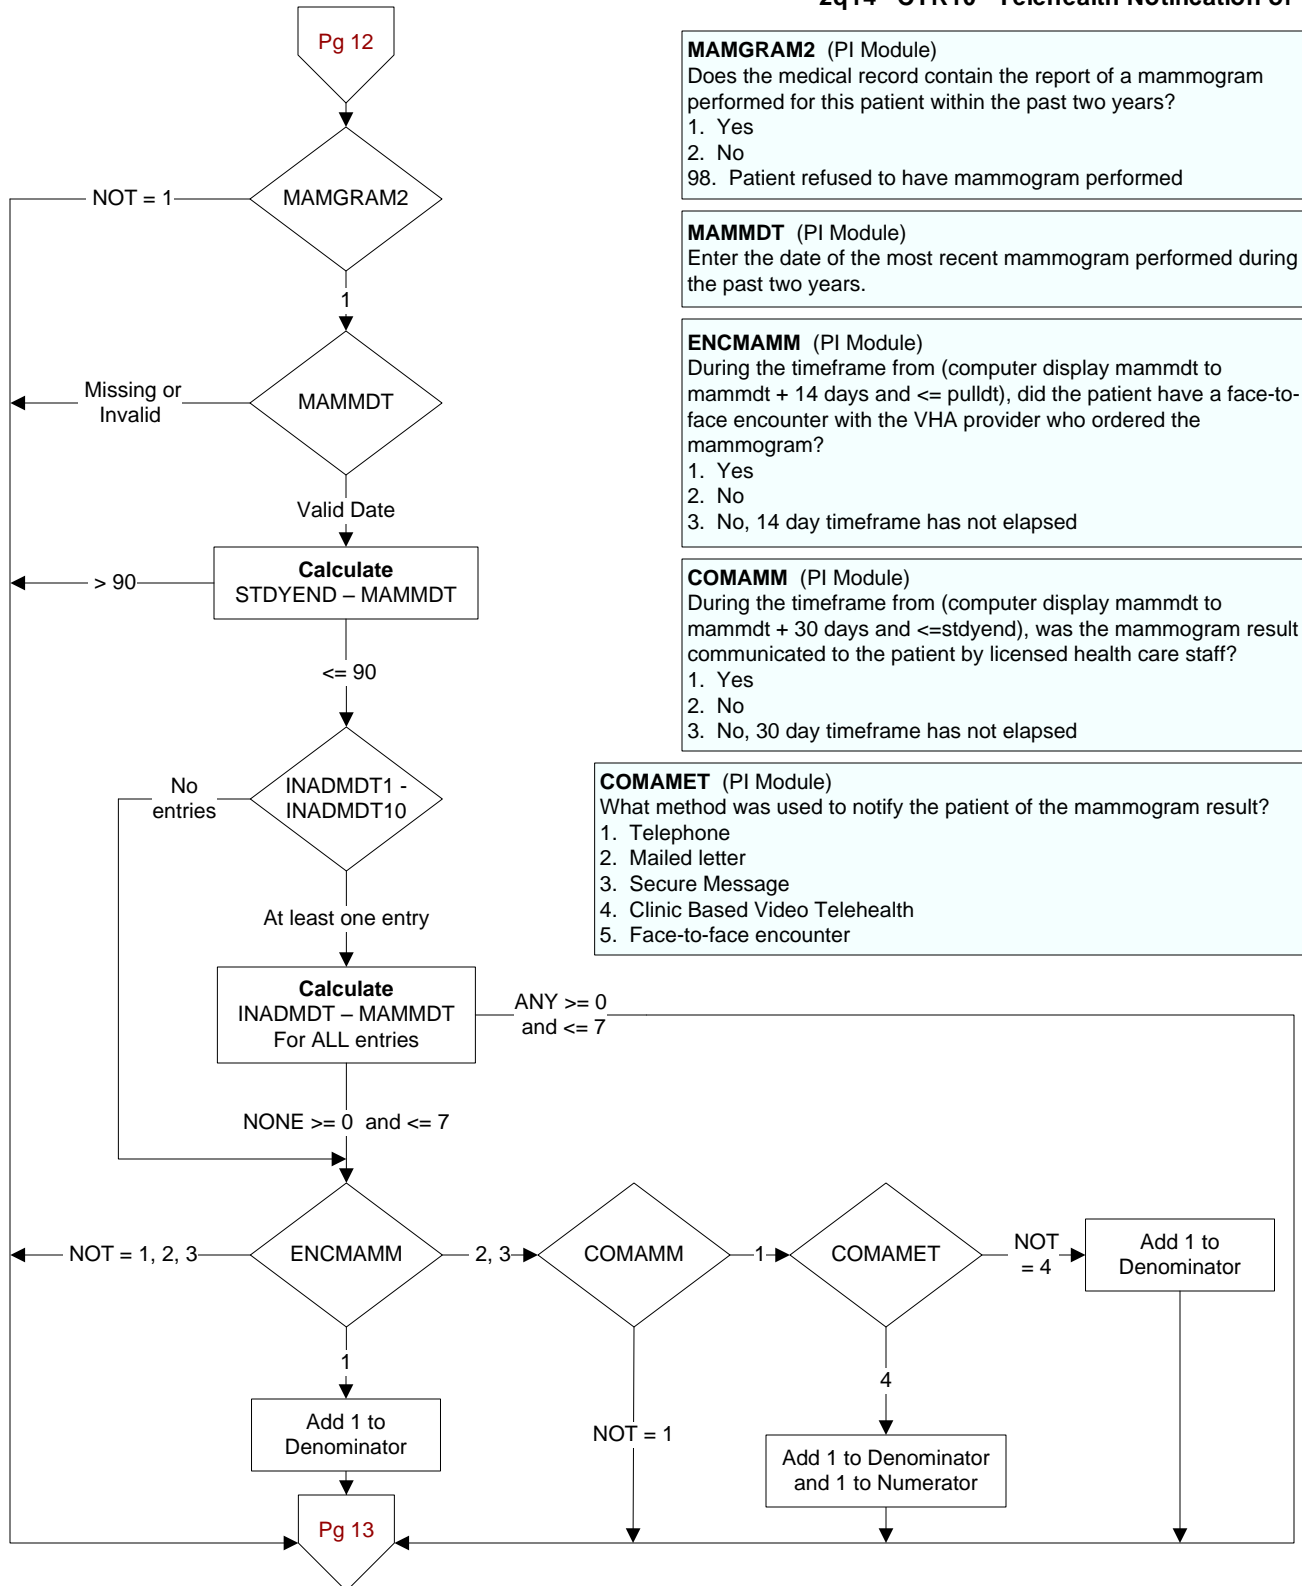 2q14 - CTR10 - Telehealth Notification of
Pg 12
MAMGRAM2 (PI Module)
Does the medical record contain the report of a mammogram
performed for this patient within the past two years?
1. Yes
2. No
98. Patient refused to have mammogram performed
NOT = 1
MAMGRAM2
1
MAMMDT (PI Module)
Enter the date of the most recent mammogram performed during
the past two years.
Missing or
Invalid
MAMMDT
Valid Date
ENCMAMM (PI Module)
During the timeframe from (computer display mammdt to
mammdt + 14 days and <= pulldt), did the patient have a face-to-
face encounter with the VHA provider who ordered the
mammogram?
1. Yes
2. No
3. No, 14 day timeframe has not elapsed
> 90
Calculate
STDYEND – MAMMDT
<= 90
COMAMM (PI Module)
During the timeframe from (computer display mammdt to
mammdt + 30 days and <=stdyend), was the mammogram result
communicated to the patient by licensed health care staff?
1. Yes
2. No
3. No, 30 day timeframe has not elapsed
No
entries
INADMDT1 -
INADMDT10
At least one entry
COMAMET (PI Module)
What method was used to notify the patient of the mammogram result?
1. Telephone
2. Mailed letter
3. Secure Message
4. Clinic Based Video Telehealth
5. Face-to-face encounter
Calculate
INADMDT – MAMMDT
For ALL entries
ANY >= 0
and <= 7
NONE >= 0 and <= 7
NOT = 1, 2, 3
ENCMAMM
2, 3
COMAMM
1
COMAMET
NOT
= 4
Add 1 to
Denominator
1
4
Add 1 to
Denominator
NOT = 1
Add 1 to Denominator
and 1 to Numerator
Pg 13